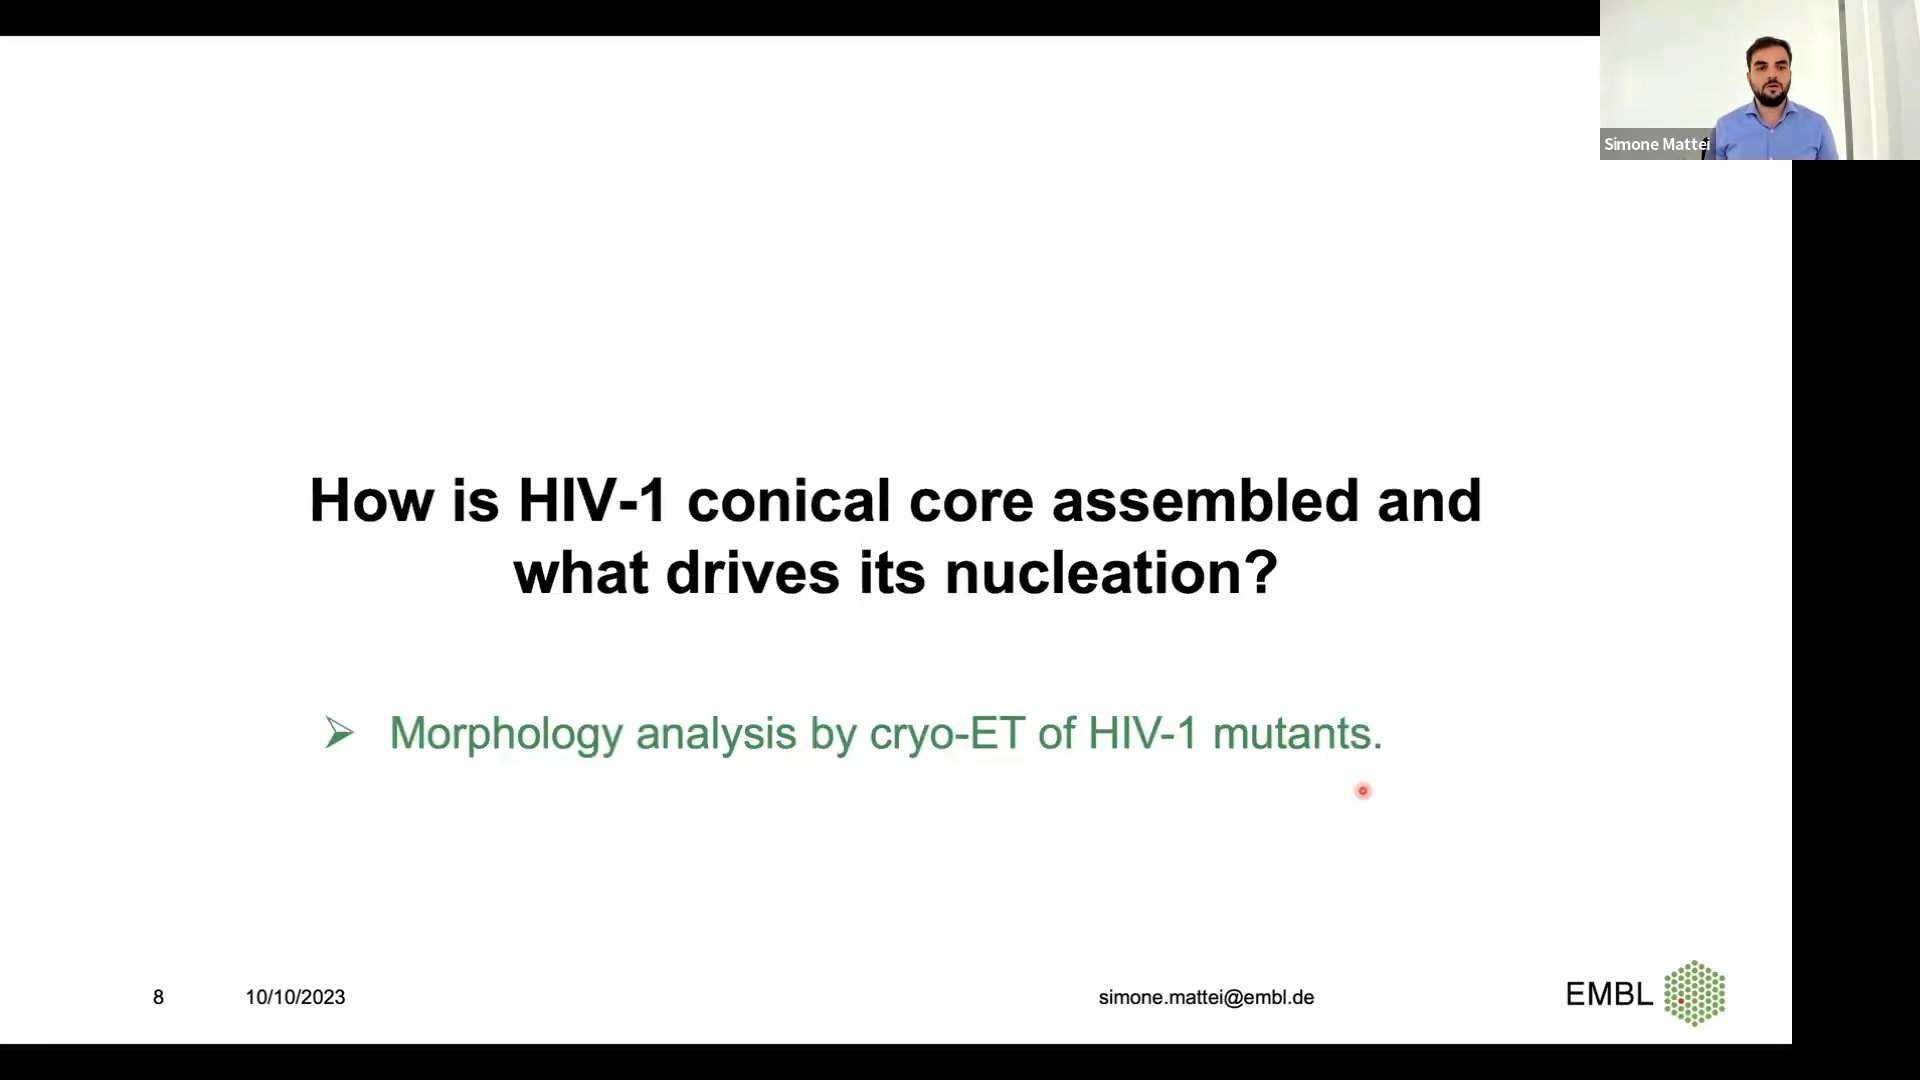 Simone Mattei
How is HIV-1 conical core assembled and
what drives its nucleation?
➢ Morphology analysis by cryo-ET of HIV-1 mutants.
8
10/10/2023
simone.mattei@embl.de
EMBL